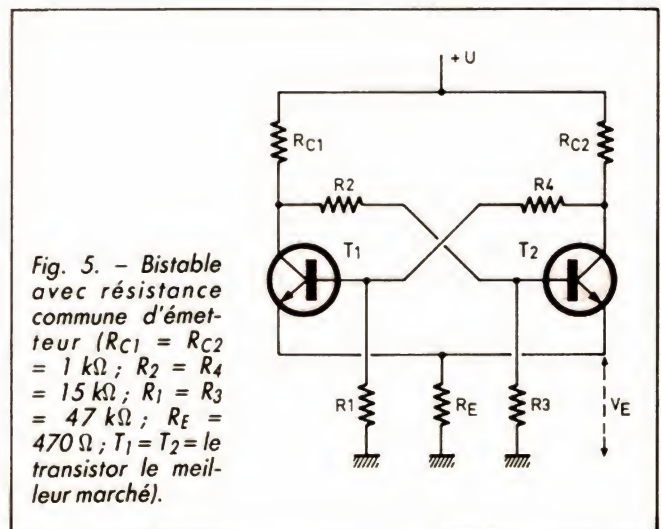 + U
RC1
RC2
R2
R4
T1
T2
Fig. 5. – Bistable
avec résistance
commune d'émet-
teur (RC1 = RC2
= 1 kΩ ; R2 = R4
= 15 kΩ ; R1 = R3
= 47 kΩ ; RE =
470 Ω ; T1 = T2 = le
transistor le meil-
leur marché).
R1
RE
R3
VE